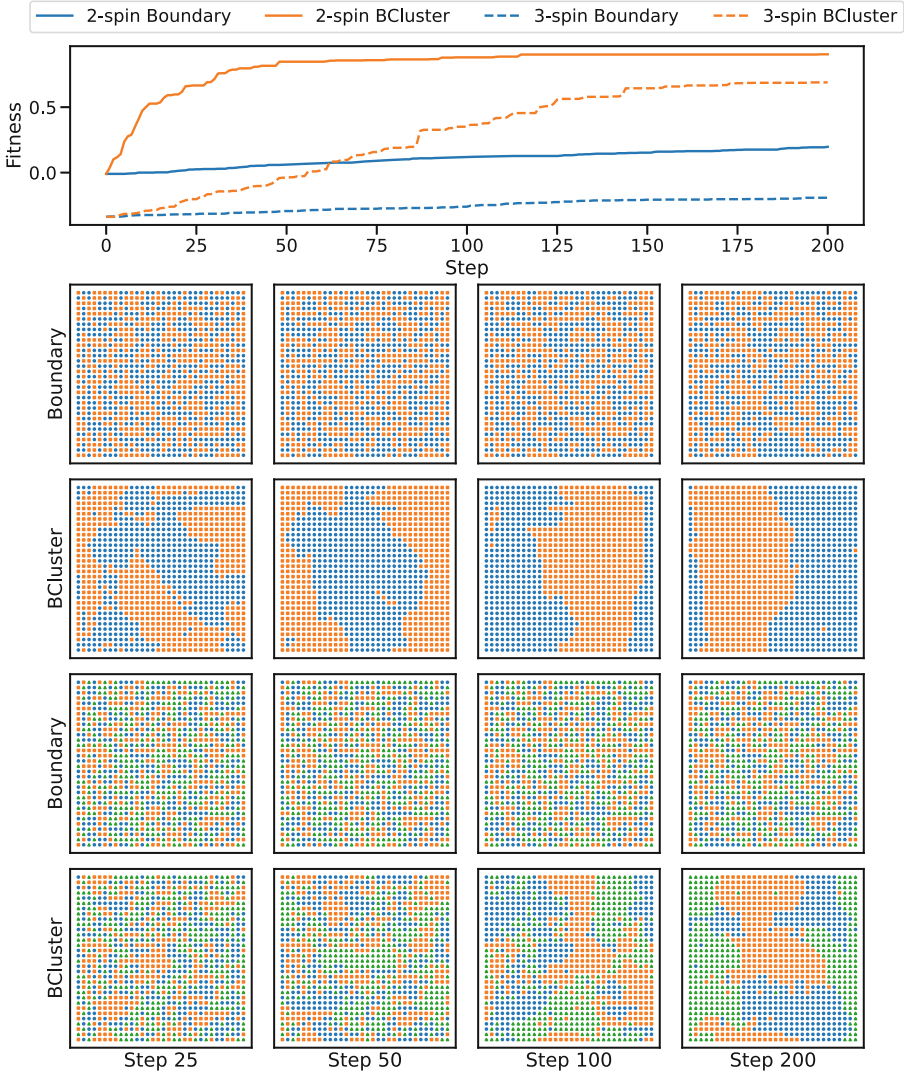 2-spin Boundary 2-spin BCluster 3-spin Boundary 3-spin BCluster
Fitness
0.5
0.0
0 25 50 75 100 125 150 175 200
Step
Boundary
BCluster
Boundary
BCluster
Step 25 Step 50 Step 100 Step 200